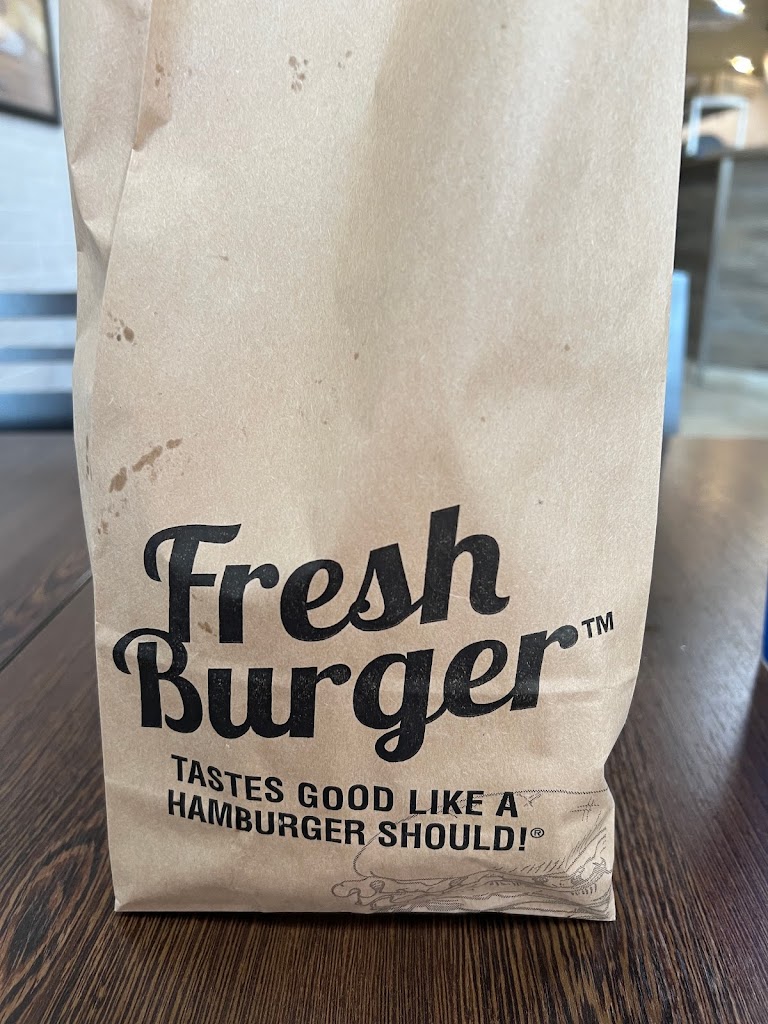 Fresh
Burger™
TASTES GOOD LIKE A
HAMBURGER SHOULD!®